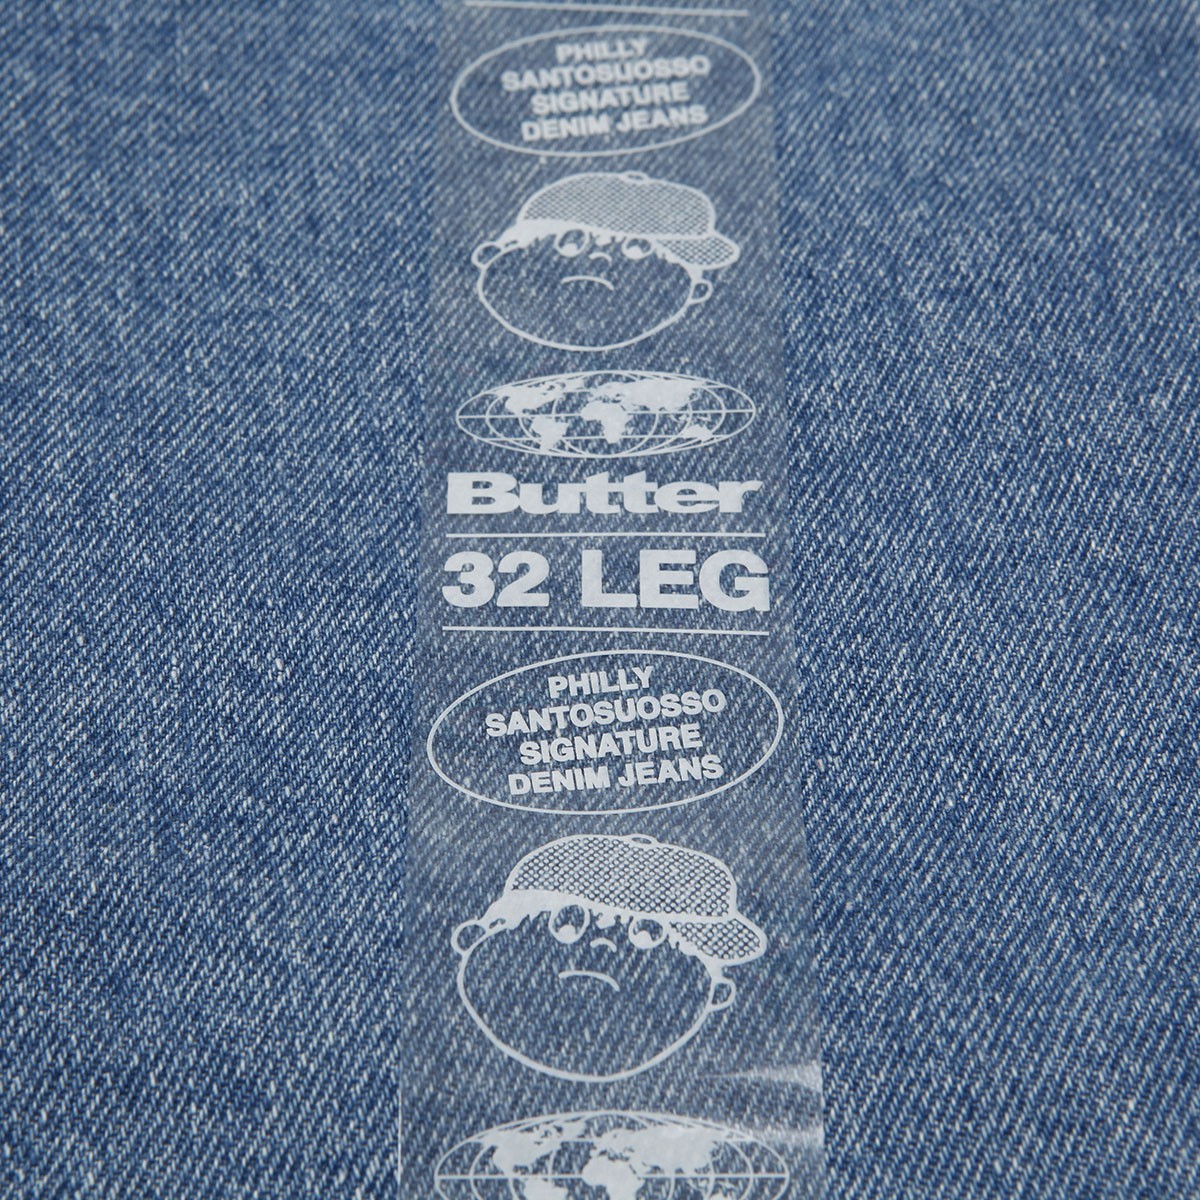 PHILLY
SANTOSUOSSO
SIGNATURE
DENIM JEANS
Butter
32 LEG
PHILLY
SANTOSUOSSO
SIGNATURE
DENIM JEANS